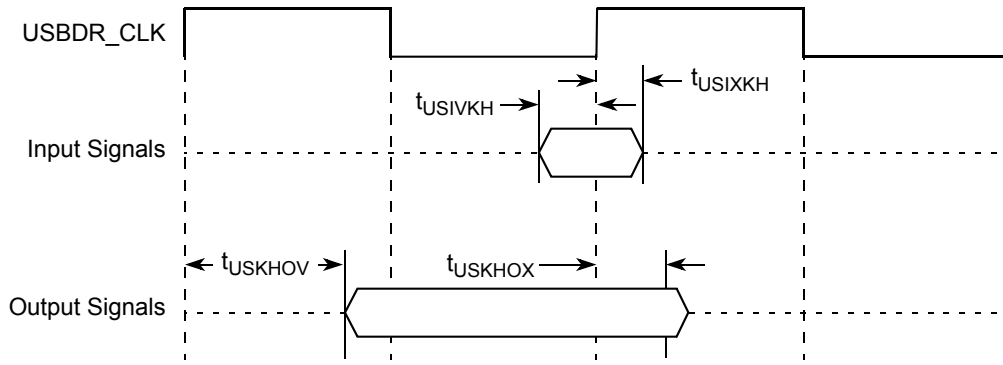 USBDR_CLK
tUSIXKH
tUSIVKH
Input Signals
tUSKHOV
tUSKHOX
Output Signals